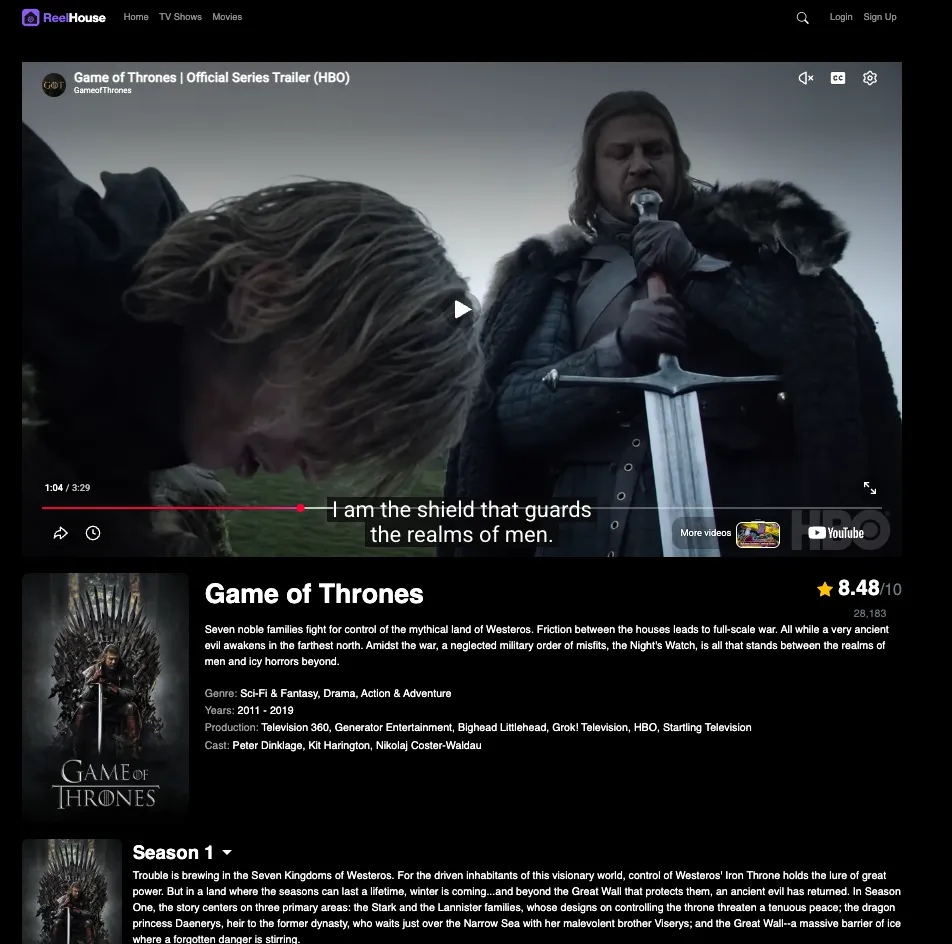 ReelHouse Home TV Shows Movies Login Sign Up
GOT Game of Thrones | Official Series Trailer (HBO) CC
GameofThrones
1:04 / 3:29
I am the shield that guards
the realms of men.
More videos HBO YouTube
Game of Thrones
8.48/10
28,183
Seven noble families fight for control of the mythical land of Westeros. Friction between the houses leads to full-scale war. All while a very ancient
evil awakens in the farthest north. Amidst the war, a neglected military order of misfits, the Night's Watch, is all that stands between the realms of
men and icy horrors beyond.
Genre: Sci-Fi & Fantasy, Drama, Action & Adventure
Years: 2011 - 2019
Production: Television 360, Generator Entertainment, Bighead Littlehead, Grok! Television, HBO, Startling Television
Cast: Peter Dinklage, Kit Harington, Nikolaj Coster-Waldau
GAME OF
THRONES
Season 1
Trouble is brewing in the Seven Kingdoms of Westeros. For the driven inhabitants of this visionary world, control of Westeros' Iron Throne holds the lure of great
power. But in a land where the seasons can last a lifetime, winter is coming...and beyond the Great Wall that protects them, an ancient evil has returned. In Season
One, the story centers on three primary areas: the Stark and the Lannister families, whose designs on controlling the throne threaten a tenuous peace; the dragon
princess Daenerys, heir to the former dynasty, who waits just over the Narrow Sea with her malevolent brother Viserys; and the Great Wall--a massive barrier of ice
where a forgotten danger is stirring.